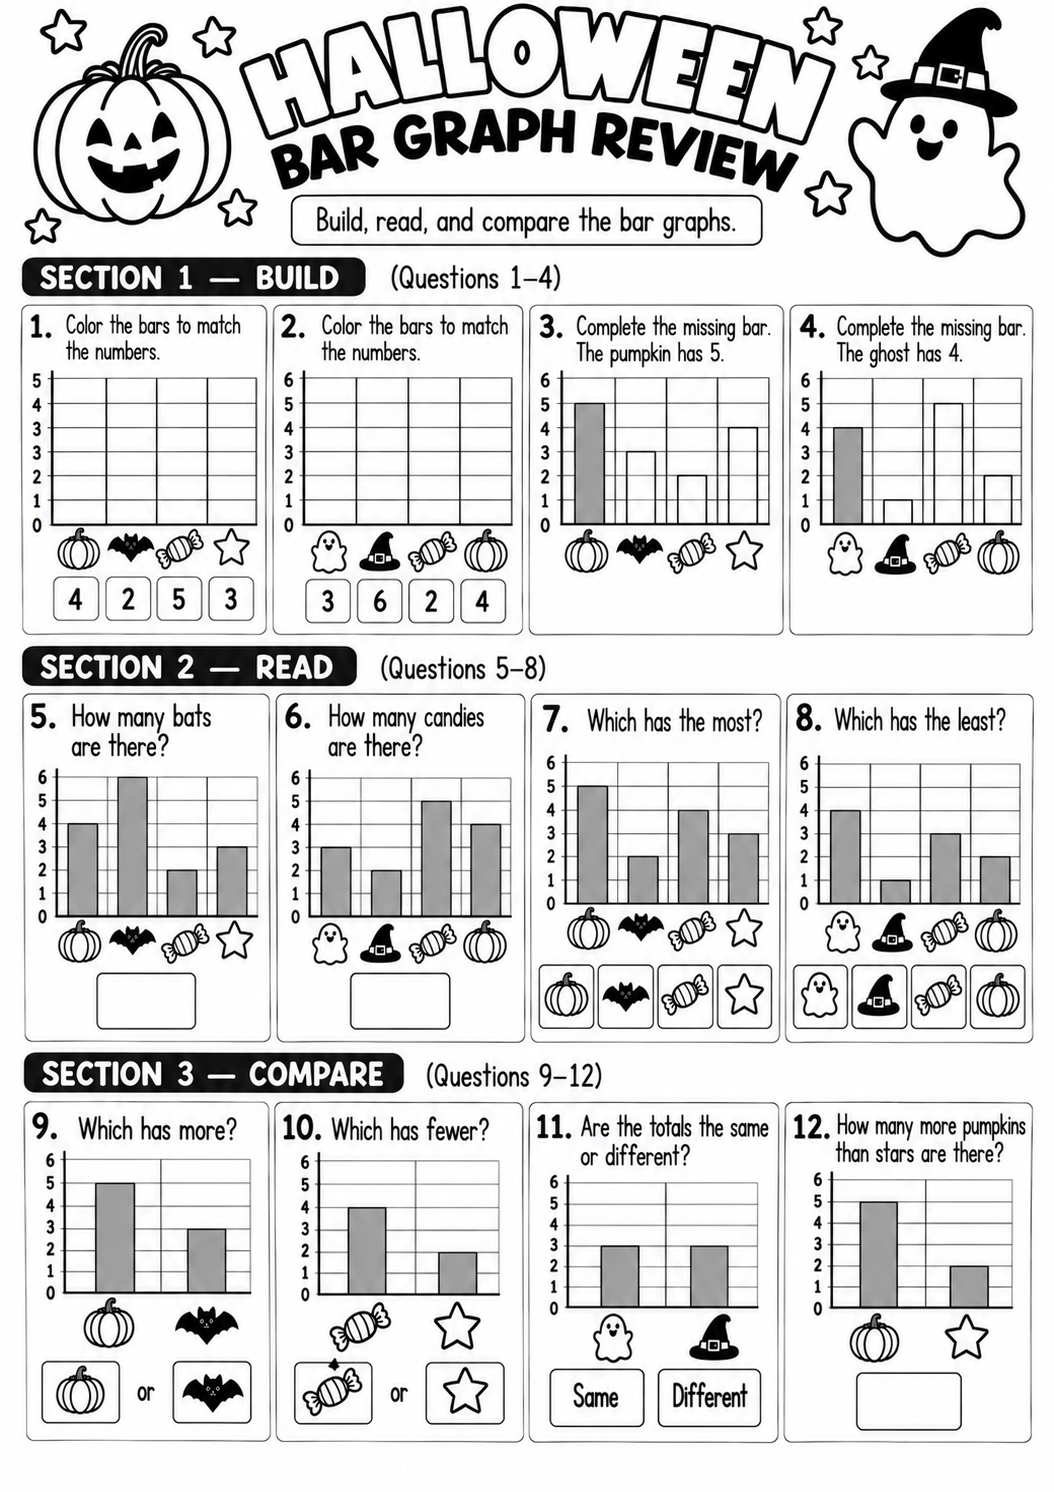 HALLOWEEN
BAR GRAPH REVIEW
Build, read, and compare the bar graphs.
SECTION 1 — BUILD (Questions 1–4)
1. Color the bars to match
the numbers.
5
4
3
2
1
0
4 2 5 3
2. Color the bars to match
the numbers.
6
5
4
3
2
1
0
3 6 2 4
3. Complete the missing bar.
The pumpkin has 5.
6
5
4
3
2
1
0
4. Complete the missing bar.
The ghost has 4.
6
5
4
3
2
1
0
SECTION 2 — READ (Questions 5–8)
5. How many bats
are there?
6
5
4
3
2
1
0
6. How many candies
are there?
6
5
4
3
2
1
0
7. Which has the most?
6
5
4
3
2
1
0
8. Which has the least?
6
5
4
3
2
1
0
SECTION 3 — COMPARE (Questions 9–12)
9. Which has more?
6
5
4
3
2
1
0
or
10. Which has fewer?
6
5
4
3
2
1
0
or
11. Are the totals the same
or different?
6
5
4
3
2
1
0
Same Different
12. How many more pumpkins
than stars are there?
6
5
4
3
2
1
0